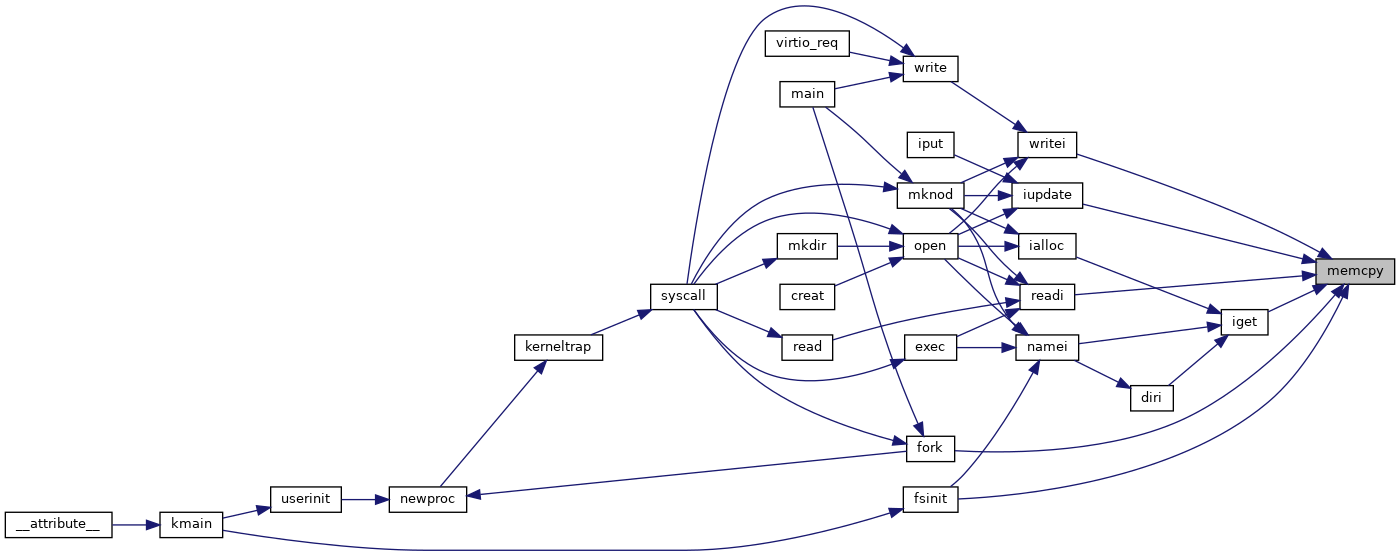 virtio_req
write
main
writei
iput
iupdate
mknod
ialloc
open
mkdir
memcpy
syscall
creat
readi
iget
kerneltrap
read
exec
namei
diri
fork
userinit
newproc
fsinit
__attribute__
kmain